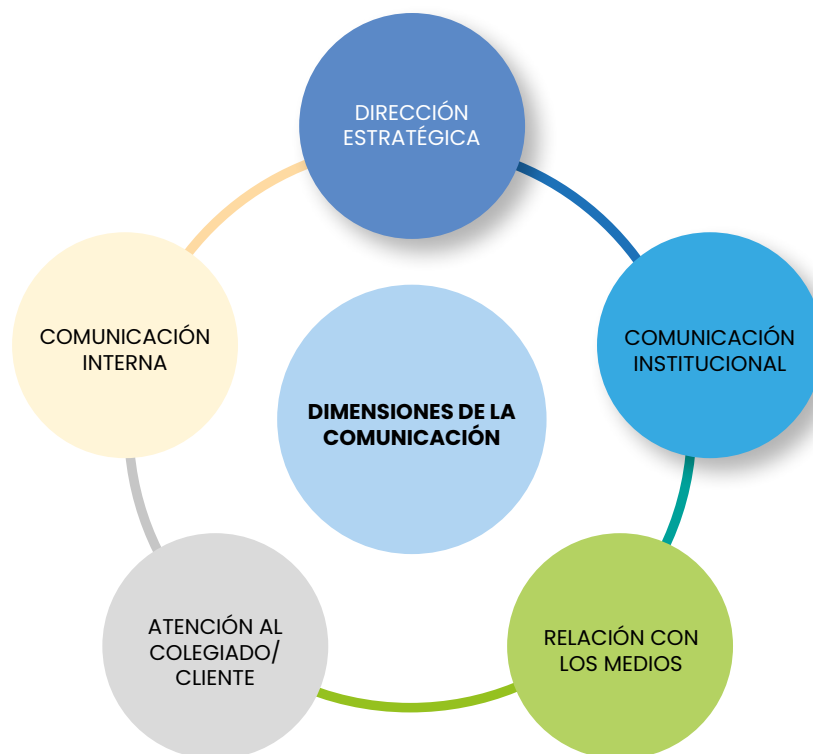 DIRECCIÓN
ESTRATÉGICA
COMUNICACIÓN
INSTITUCIONAL
RELACIÓN CON
LOS MEDIOS
ATENCIÓN AL
COLEGIADO/
CLIENTE
COMUNICACIÓN
INTERNA
DIMENSIONES DE LA
COMUNICACIÓN